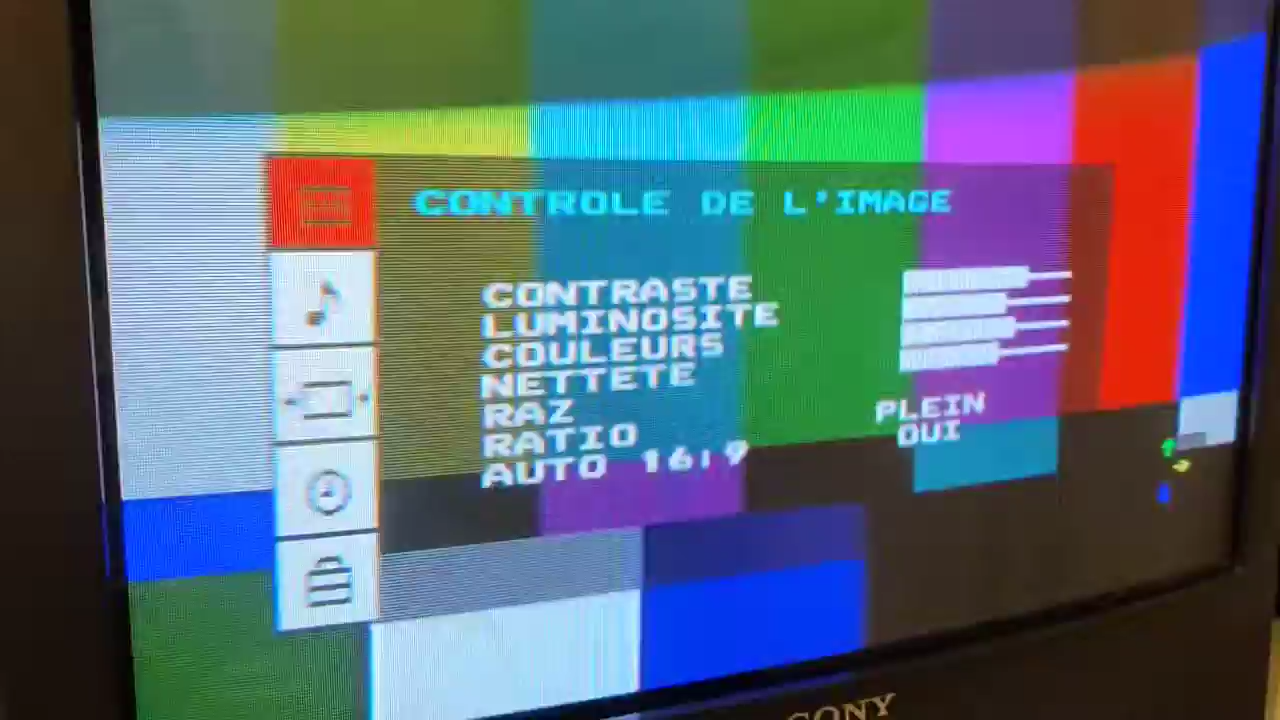 CONTROLE DE L'IMAGE
CONTRASTE
LUMINOSITE
COULEURS
NETTETE
RAZ
RATIO PLEIN
AUTO 16:9 OUI
SONY